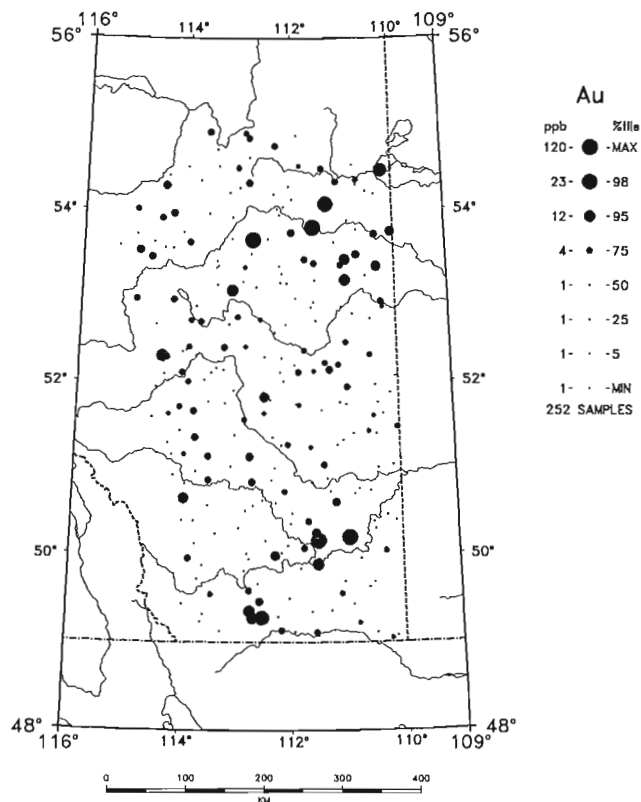 116° 114° 112° 110° 109°
56° 56°
54° 54°
52° 52°
50° 50°
48° 48°
116° 114° 112° 110° 109°
0 100 200 300 400
KM
Au
ppb %iles
120- -MAX
23- -98
12- -95
4- -75
1- -50
1- -25
1- -5
1- -MIN
252 SAMPLES